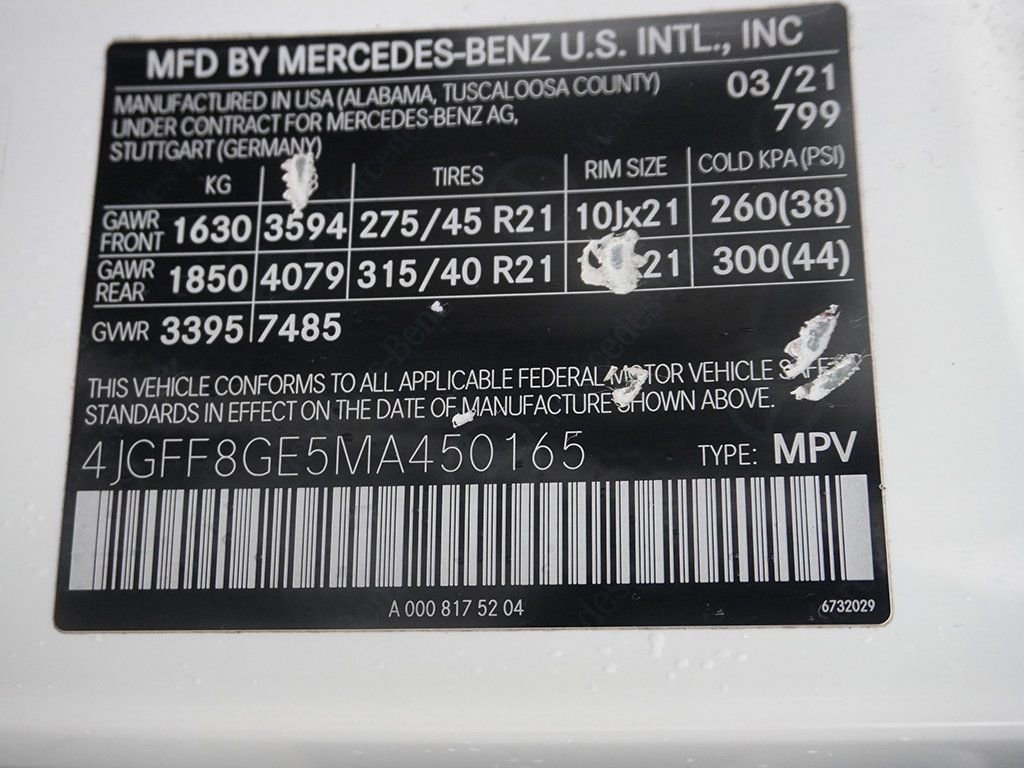 MFD BY MERCEDES-BENZ U.S. INTL., INC
MANUFACTURED IN USA (ALABAMA, TUSCALOOSA COUNTY) 03/21
UNDER CONTRACT FOR MERCEDES-BENZ AG, 799
STUTTGART (GERMANY)
KG TIRES RIM SIZE COLD KPA (PSI)
GAWR FRONT 1630 3594 275/45 R21 10Jx21 260(38)
GAWR REAR 1850 4079 315/40 R21 21 300(44)
GVWR 3395 7485
THIS VEHICLE CONFORMS TO ALL APPLICABLE FEDERAL MOTOR VEHICLE
STANDARDS IN EFFECT ON THE DATE OF MANUFACTURE SHOWN ABOVE.
4JGFF8GE5MA450165 TYPE: MPV
A 000 817 52 04 6732029